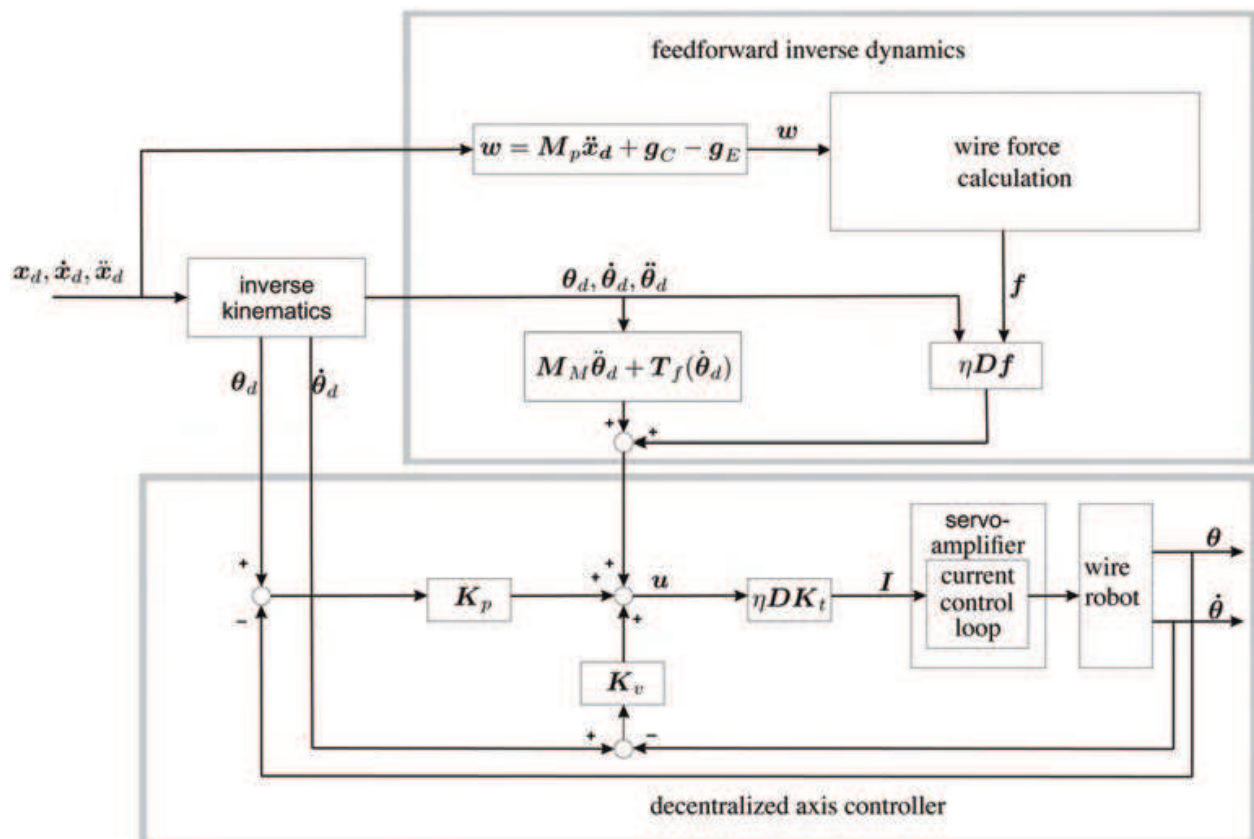 feedforward inverse dynamics
w = M_p ẍ_d + g_C − g_E
w
wire force
calculation
x_d, ẋ_d, ẍ_d
inverse
kinematics
θ_d, θ̇_d, θ̈_d
f
θ_d
θ̇_d
M_M θ̈_d + T_f(θ̇_d)
ηDf
+
+
+
−
K_p
+
+
+
u
ηDK_t
I
servo-
amplifier
current
control
loop
wire
robot
θ
θ̇
K_v
+
−
decentralized axis controller